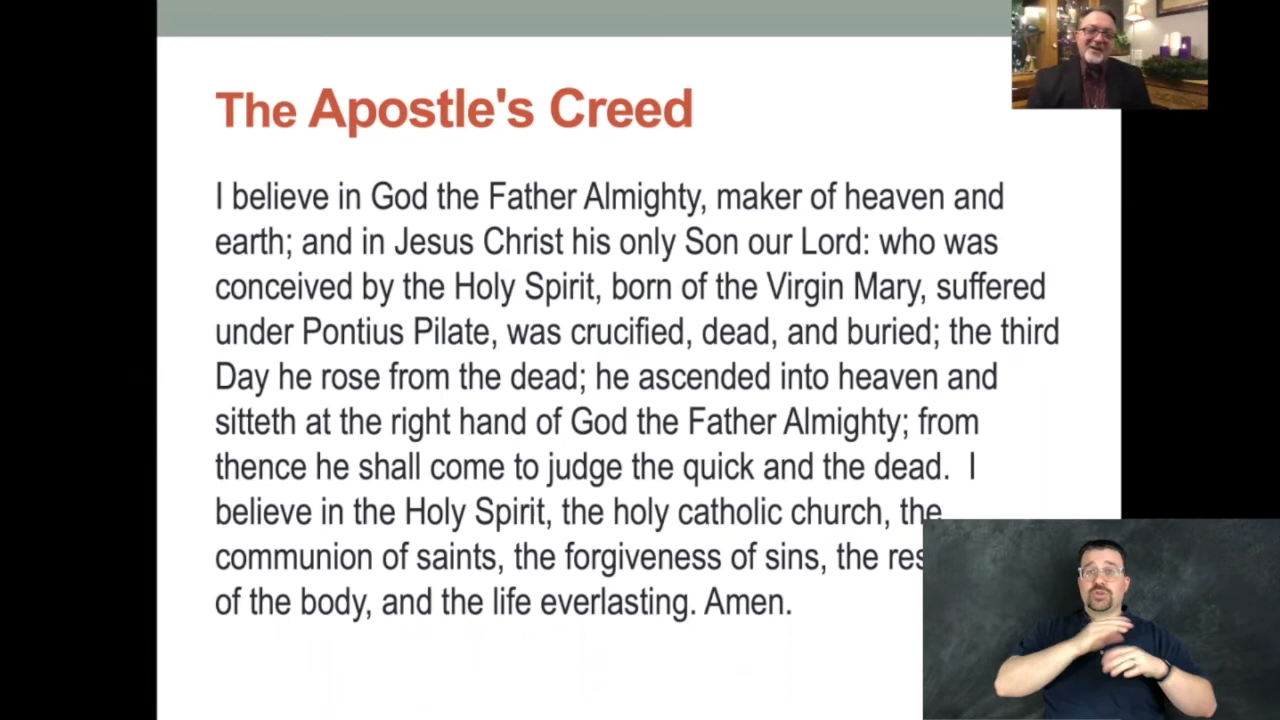 The Apostle's Creed
I believe in God the Father Almighty, maker of heaven and
earth; and in Jesus Christ his only Son our Lord: who was
conceived by the Holy Spirit, born of the Virgin Mary, suffered
under Pontius Pilate, was crucified, dead, and buried; the third
Day he rose from the dead; he ascended into heaven and
sitteth at the right hand of God the Father Almighty; from
thence he shall come to judge the quick and the dead.  I
believe in the Holy Spirit, the holy catholic church, the
communion of saints, the forgiveness of sins, the
of the body, and the life everlasting. Amen.